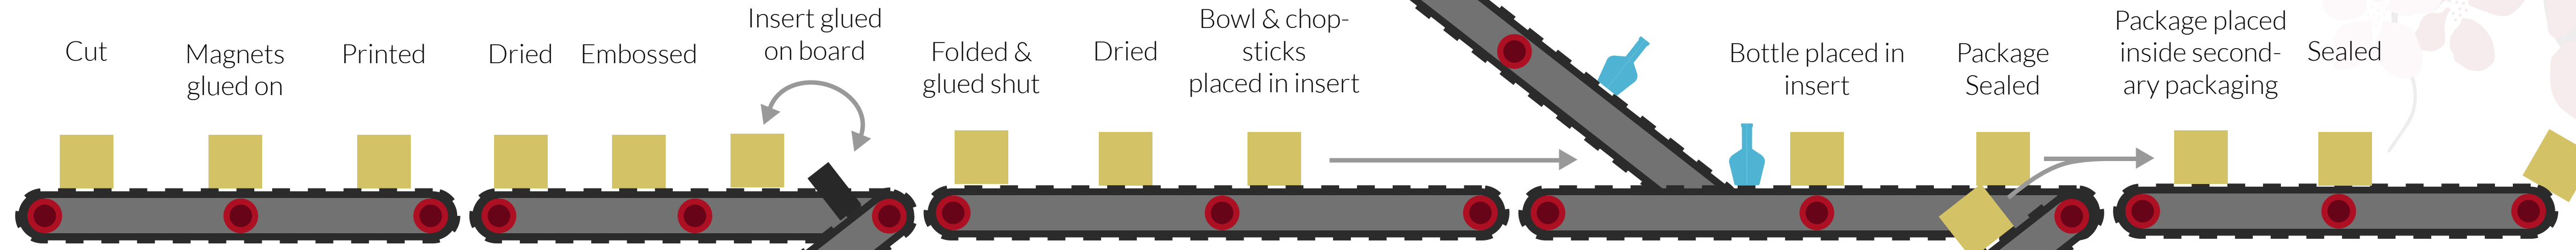 Cut
Magnets
glued on
Printed
Dried
Embossed
Insert glued
on board
Folded &
glued shut
Dried
Bowl & chop-
sticks
placed in insert
Bottle placed in
insert
Package
Sealed
Package placed
inside second-
ary packaging
Sealed